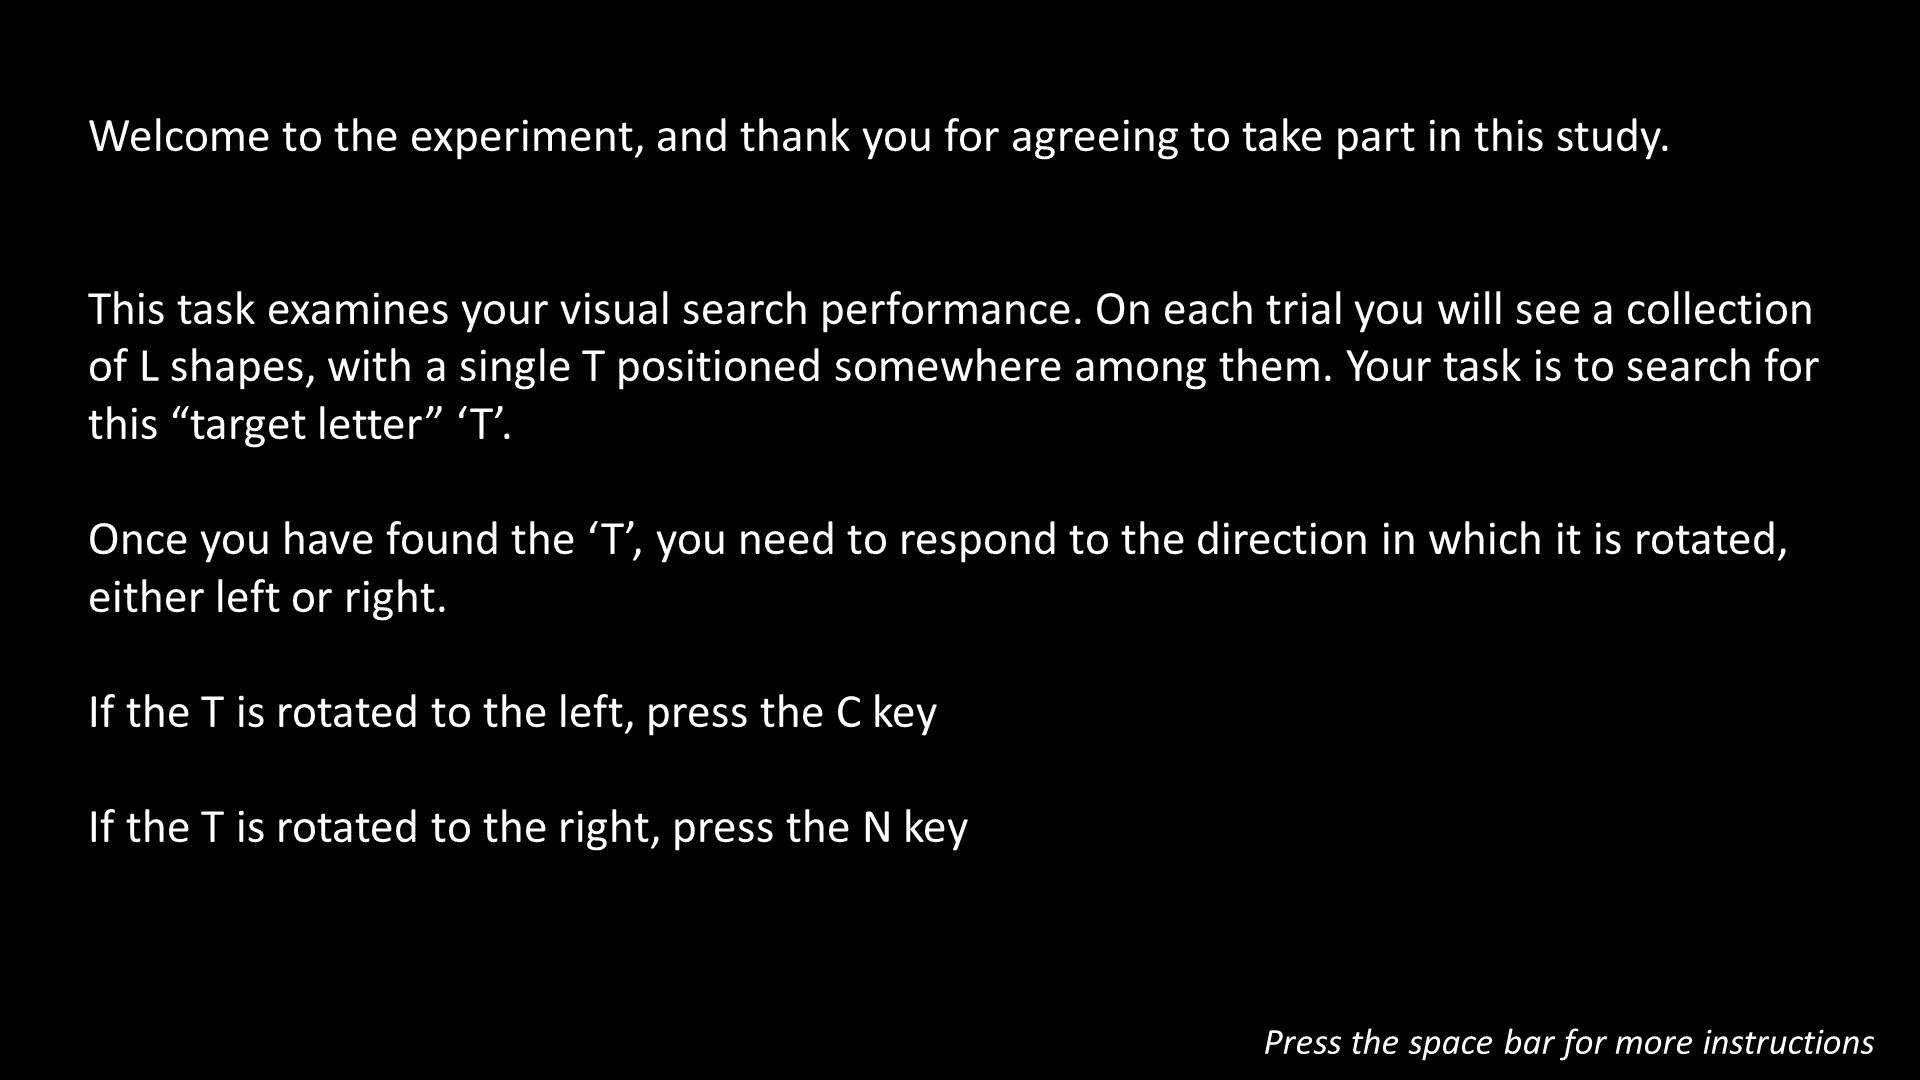 Welcome to the experiment, and thank you for agreeing to take part in this study.
This task examines your visual search performance. On each trial you will see a collection
of L shapes, with a single T positioned somewhere among them. Your task is to search for
this “target letter” ‘T’.
Once you have found the ‘T’, you need to respond to the direction in which it is rotated,
either left or right.
If the T is rotated to the left, press the C key
If the T is rotated to the right, press the N key
Press the space bar for more instructions